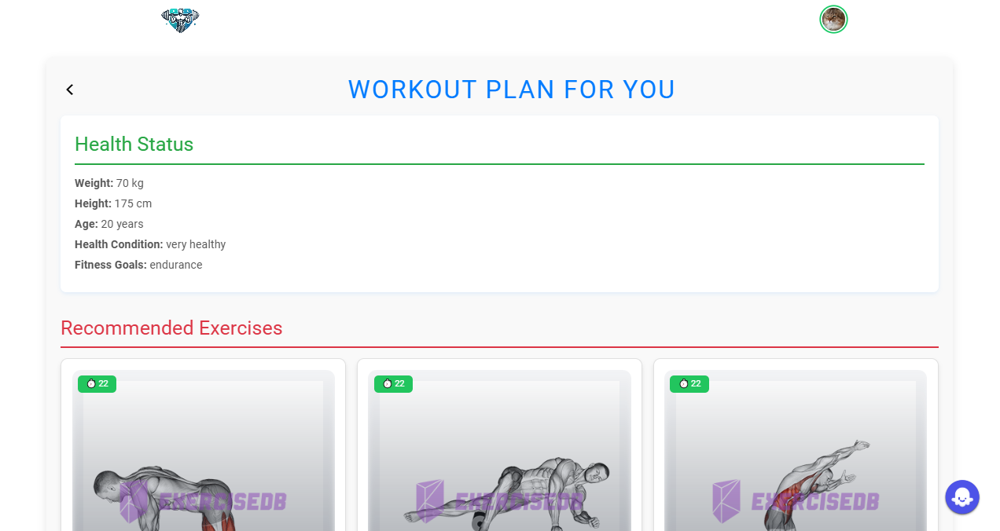 WORKOUT PLAN FOR YOU
Health Status
Weight: 70 kg
Height: 175 cm
Age: 20 years
Health Condition: very healthy
Fitness Goals: endurance
Recommended Exercises
22
22
22
EXERCISEDB
EXERCISEDB
EXERCISEDB